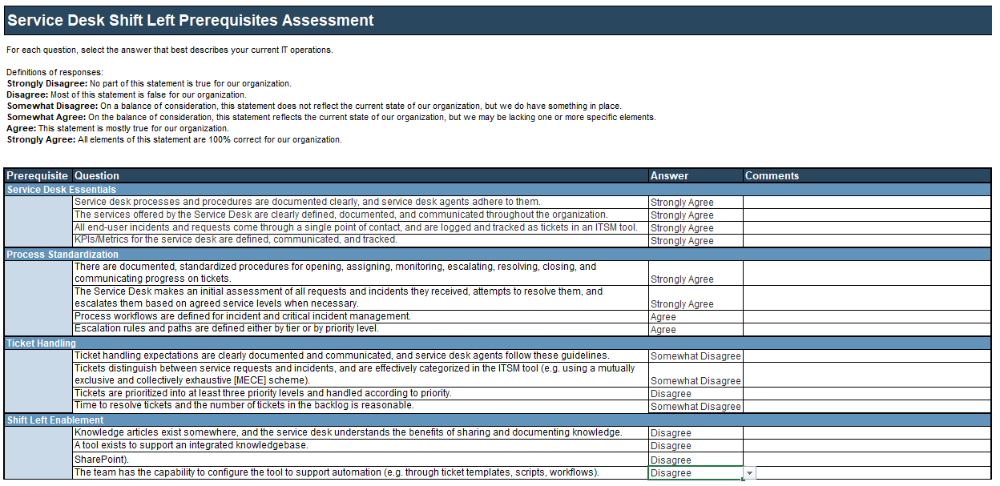 Service Desk Shift Left Prerequisites Assessment
For each question, select the answer that best describes your current IT operations.
Definitions of responses:
Strongly Disagree: No part of this statement is true for our organization.
Disagree: Most of this statement is false for our organization.
Somewhat Disagree: On a balance of consideration, this statement does not reflect the current state of our organization, but we do have something in place.
Somewhat Agree: On the balance of consideration, this statement reflects the current state of our organization, but we may be lacking one or more specific elements.
Agree: This statement is mostly true for our organization.
Strongly Agree: All elements of this statement are 100% correct for our organization.
Prerequisite Question Answer Comments
Service Desk Essentials
Service desk processes and procedures are documented clearly, and service desk agents adhere to them. Strongly Agree
The services offered by the Service Desk are clearly defined, documented, and communicated throughout the organization. Strongly Agree
All end-user incidents and requests come through a single point of contact, and are logged and tracked as tickets in an ITSM tool. Strongly Agree
KPIs/Metrics for the service desk are defined, communicated, and tracked. Strongly Agree
Process Standardization
There are documented, standardized procedures for opening, assigning, monitoring, escalating, resolving, closing, and
communicating progress on tickets. Strongly Agree
The Service Desk makes an initial assessment of all requests and incidents they received, attempts to resolve them, and
escalates them based on agreed service levels when necessary. Strongly Agree
Process workflows are defined for incident and critical incident management. Agree
Escalation rules and paths are defined either by tier or by priority level. Agree
Ticket Handling
Ticket handling expectations are clearly documented and communicated, and service desk agents follow these guidelines. Somewhat Disagree
Tickets distinguish between service requests and incidents, and are effectively categorized in the ITSM tool (e.g. using a mutually
exclusive and collectively exhaustive [MECE] scheme). Somewhat Disagree
Tickets are prioritized into at least three priority levels and handled according to priority. Disagree
Time to resolve tickets and the number of tickets in the backlog is reasonable. Somewhat Disagree
Shift Left Enablement
Knowledge articles exist somewhere, and the service desk understands the benefits of sharing and documenting knowledge. Disagree
A tool exists to support an integrated knowledgebase. Disagree
SharePoint). Disagree
The team has the capability to configure the tool to support automation (e.g. through ticket templates, scripts, workflows). Disagree